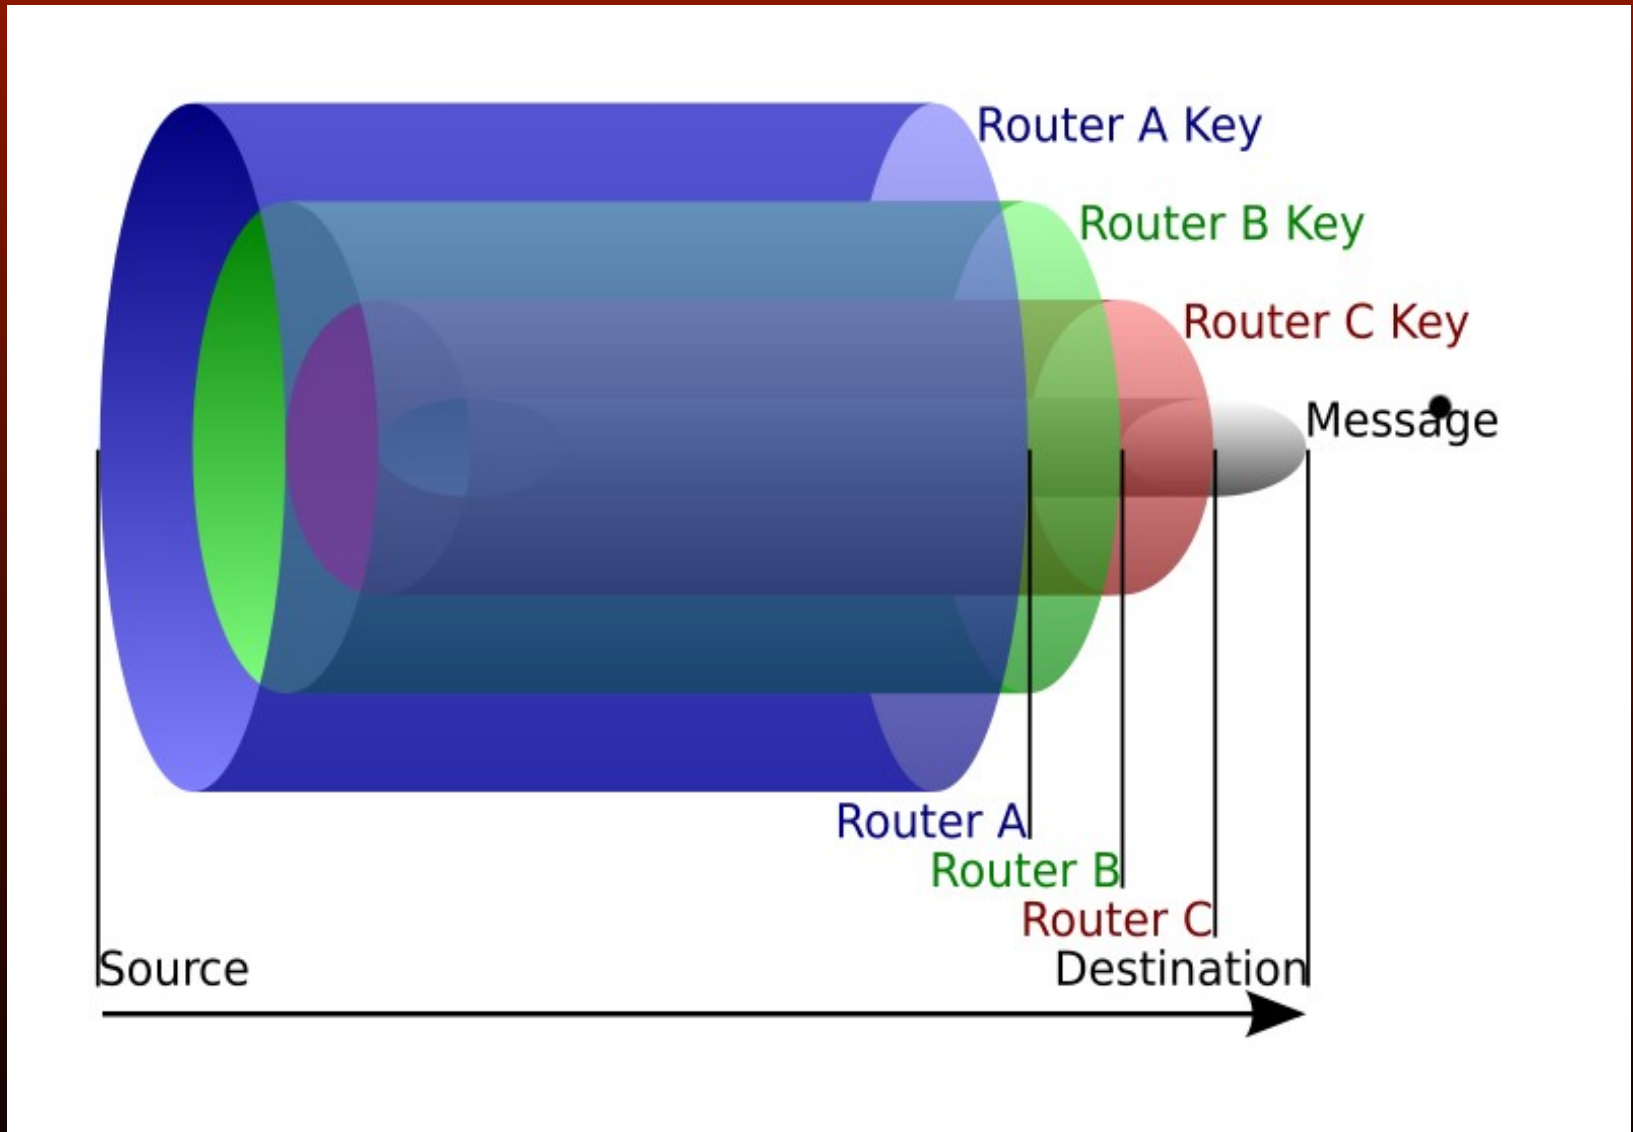 Router A Key
Router B Key
Router C Key
Message
Router A
Router B
Router C
Source
Destination